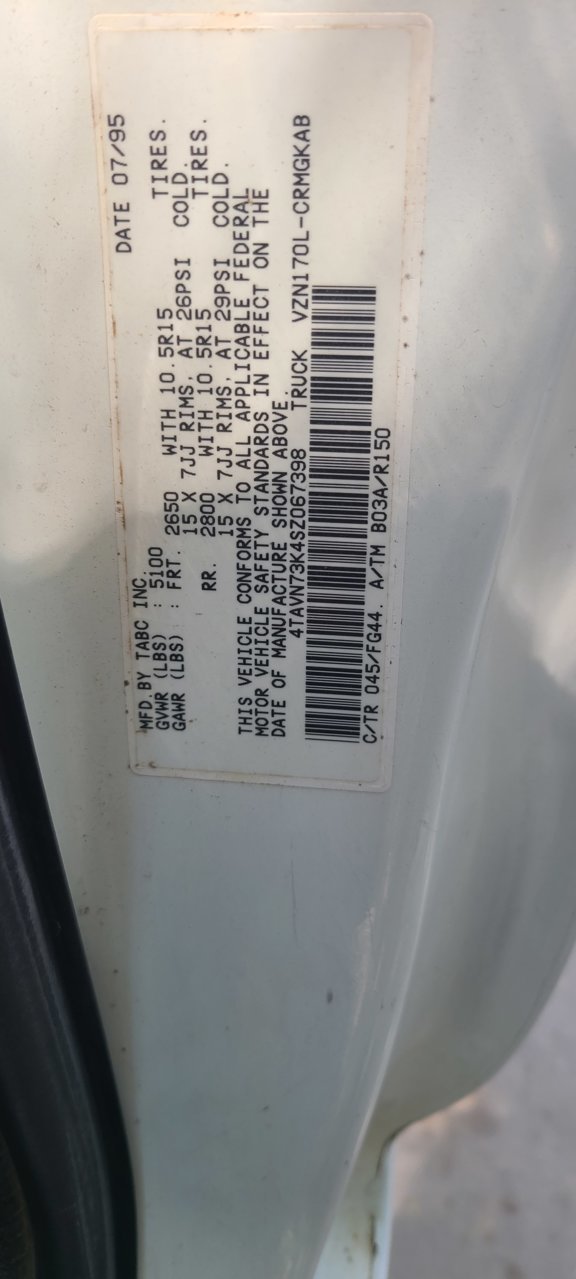 MFD. BY TABC INC. DATE 07/95
GVWR (LBS) : 5100
GAWR (LBS) : FRT. 2650 WITH 10.5R15 TIRES.
15 X 7JJ RIMS, AT 26PSI COLD.
RR. 2800 WITH 10.5R15 TIRES.
15 X 7JJ RIMS, AT 29PSI COLD.
THIS VEHICLE CONFORMS TO ALL APPLICABLE FEDERAL
MOTOR VEHICLE SAFETY STANDARDS IN EFFECT ON THE
DATE OF MANUFACTURE SHOWN ABOVE.
4TAVN73K4SZ067398 TRUCK VZN170L-CRMGKAB
C/TR 045/FG44. A/TM B03A/R150